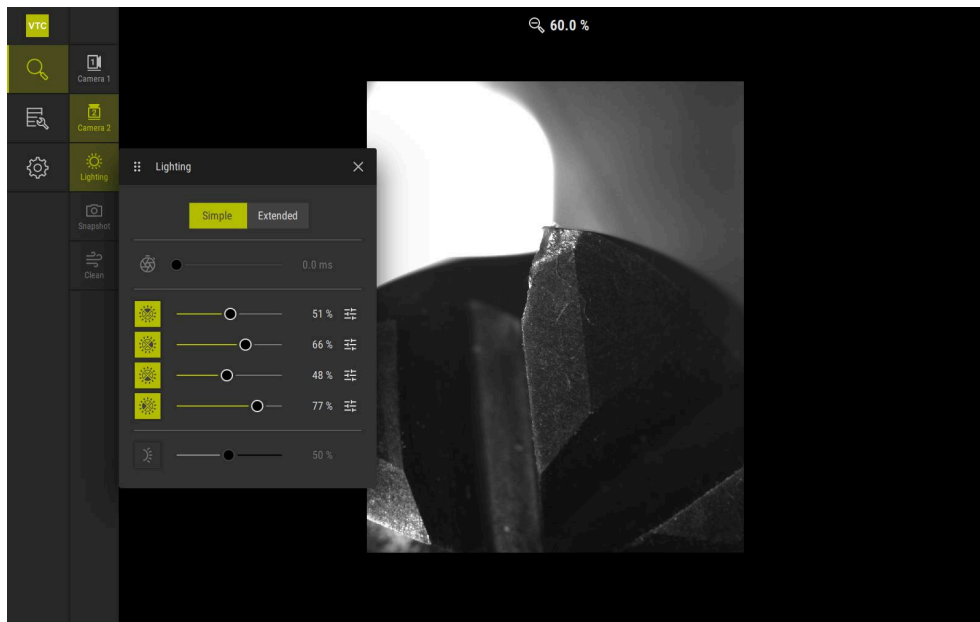 VTC
60.0 %
Camera 1
Camera 2
Lighting
Snapshot
Clean
Lighting
Simple
Extended
0.0 ms
51 %
66 %
48 %
77 %
50 %